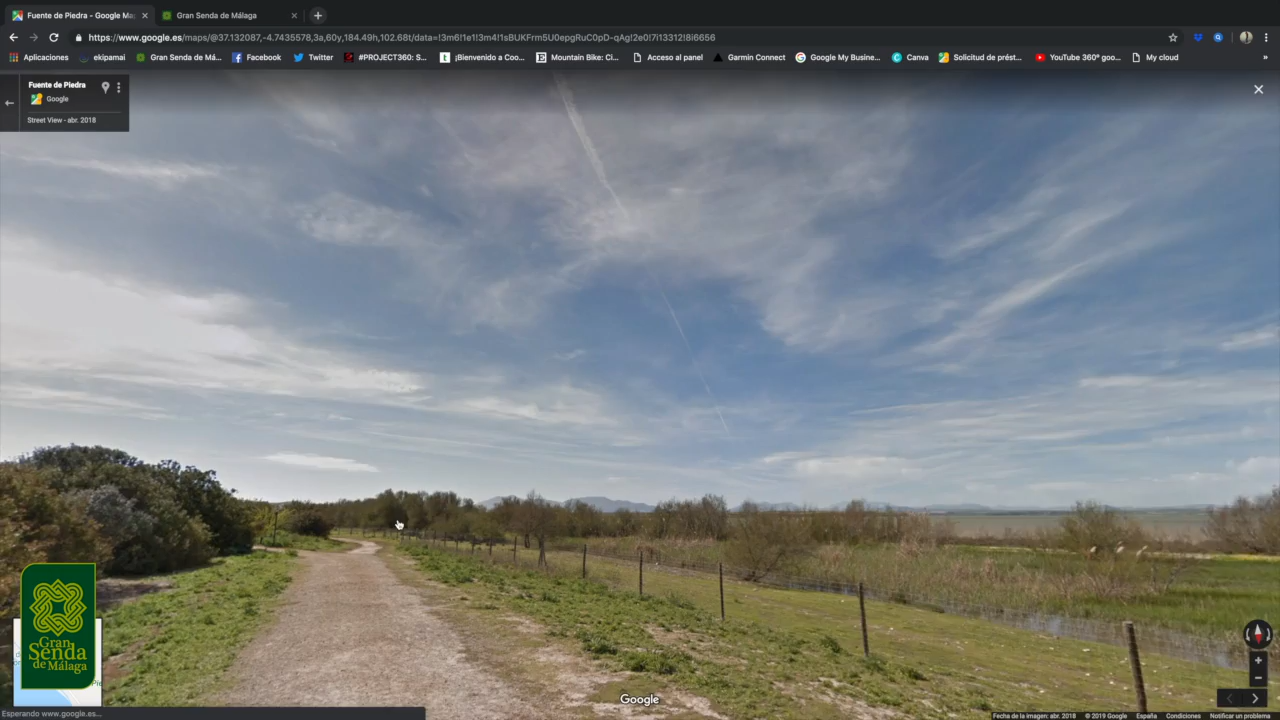 Fuente de Piedra - Google Ma
Gran Senda de Málaga
https://www.google.es/maps/@37.132087,-4.7435578,3a,60y,184.49h,102.68t/data=!3m6!1e1!3m4!1sBUKFrm5U0epgRuC0pD-qAg!2e0!7i13312!8i6656
Aplicaciones
ekipamai
Gran Senda de Má...
Facebook
Twitter
#PROJECT360: S...
¡Bienvenido a Coo...
Mountain Bike: Ci...
Acceso al panel
Garmin Connect
Google My Busine...
Canva
Solicitud de prést...
YouTube 360º goo...
My cloud
»
Fuente de Piedra
Google
Street View - abr. 2018
Gran
Senda
de Málaga
Google
Esperando www.google.es...
Fecha de la imagen: abr. 2018 © 2019 Google España Condiciones Notificar un problema